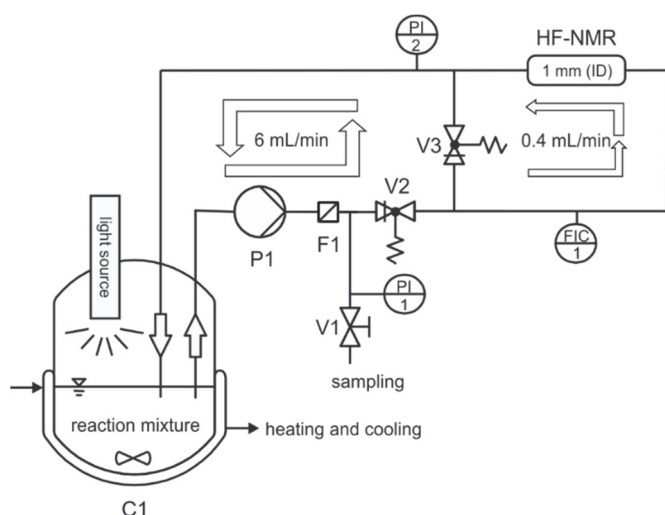 PI
2
HF-NMR
1 mm (ID)
6 mL/min
V3
0.4 mL/min
V2
light source
P1
F1
FIC
1
PI
1
V1
sampling
reaction mixture
heating and cooling
C1